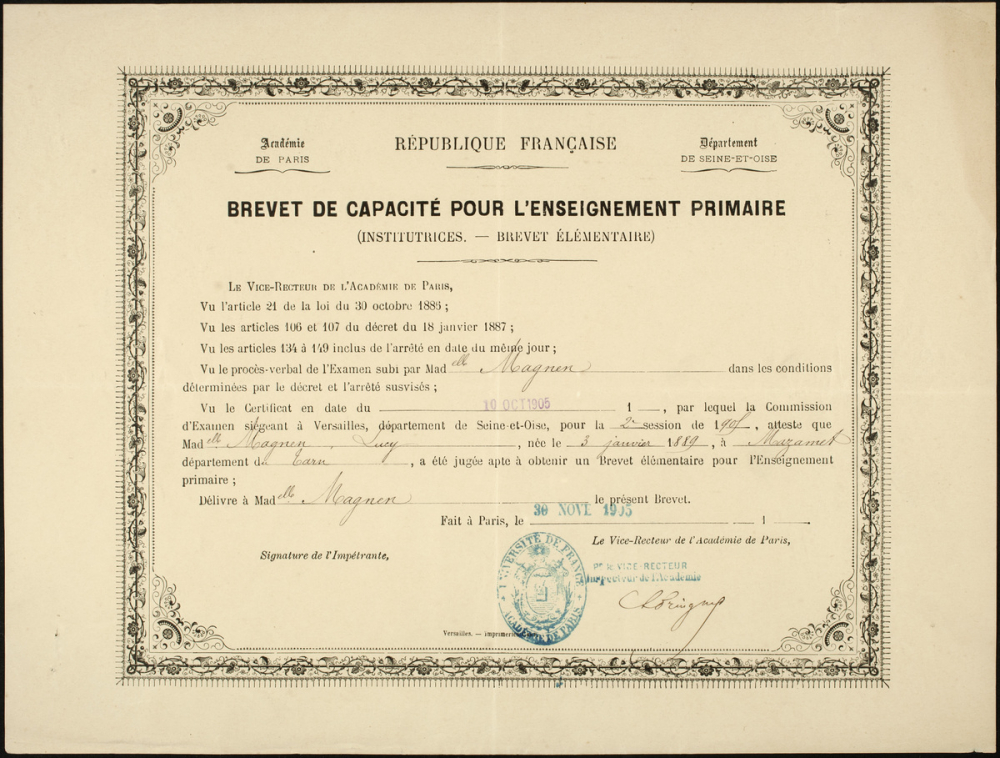 Académie
DE PARIS
RÉPUBLIQUE FRANÇAISE
Département
DE SEINE-ET-OISE
BREVET DE CAPACITÉ POUR L'ENSEIGNEMENT PRIMAIRE
(INSTITUTRICES. — BREVET ÉLÉMENTAIRE)
LE VICE-RECTEUR DE L'ACADÉMIE DE PARIS,
Vu l'article 21 de la loi du 30 octobre 1886 ;
Vu les articles 106 et 107 du décret du 18 janvier 1887 ;
Vu les articles 134 à 149 inclus de l'arrêté en date du même jour ;
Vu le procès-verbal de l'Examen subi par Mad elle Magnen dans les conditions
déterminées par le décret et l'arrêté susvisés ;
Vu le Certificat en date du 10 OCT 1905 1 , par lequel la Commission
d'Examen siégeant à Versailles, département de Seine-et-Oise, pour la 2e session de 1905, atteste que
Mad elle Magnen Lucy , née le 3 janvier 1889, à Mazamet
département du Tarn , a été jugée apte à obtenir un Brevet élémentaire pour l'Enseignement
primaire ;
Délivré à Mad elle Magnen le présent Brevet.
Fait à Paris, le 30 NOVE 1905 1
Le Vice-Recteur de l'Académie de Paris,
Signature de l'Impétrante,
UNIVERSITÉ DE FRANCE
ACADÉMIE DE PARIS
Pr le VICE-RECTEUR
Inspecteur de l'Académie
Versailles. — imprimerie